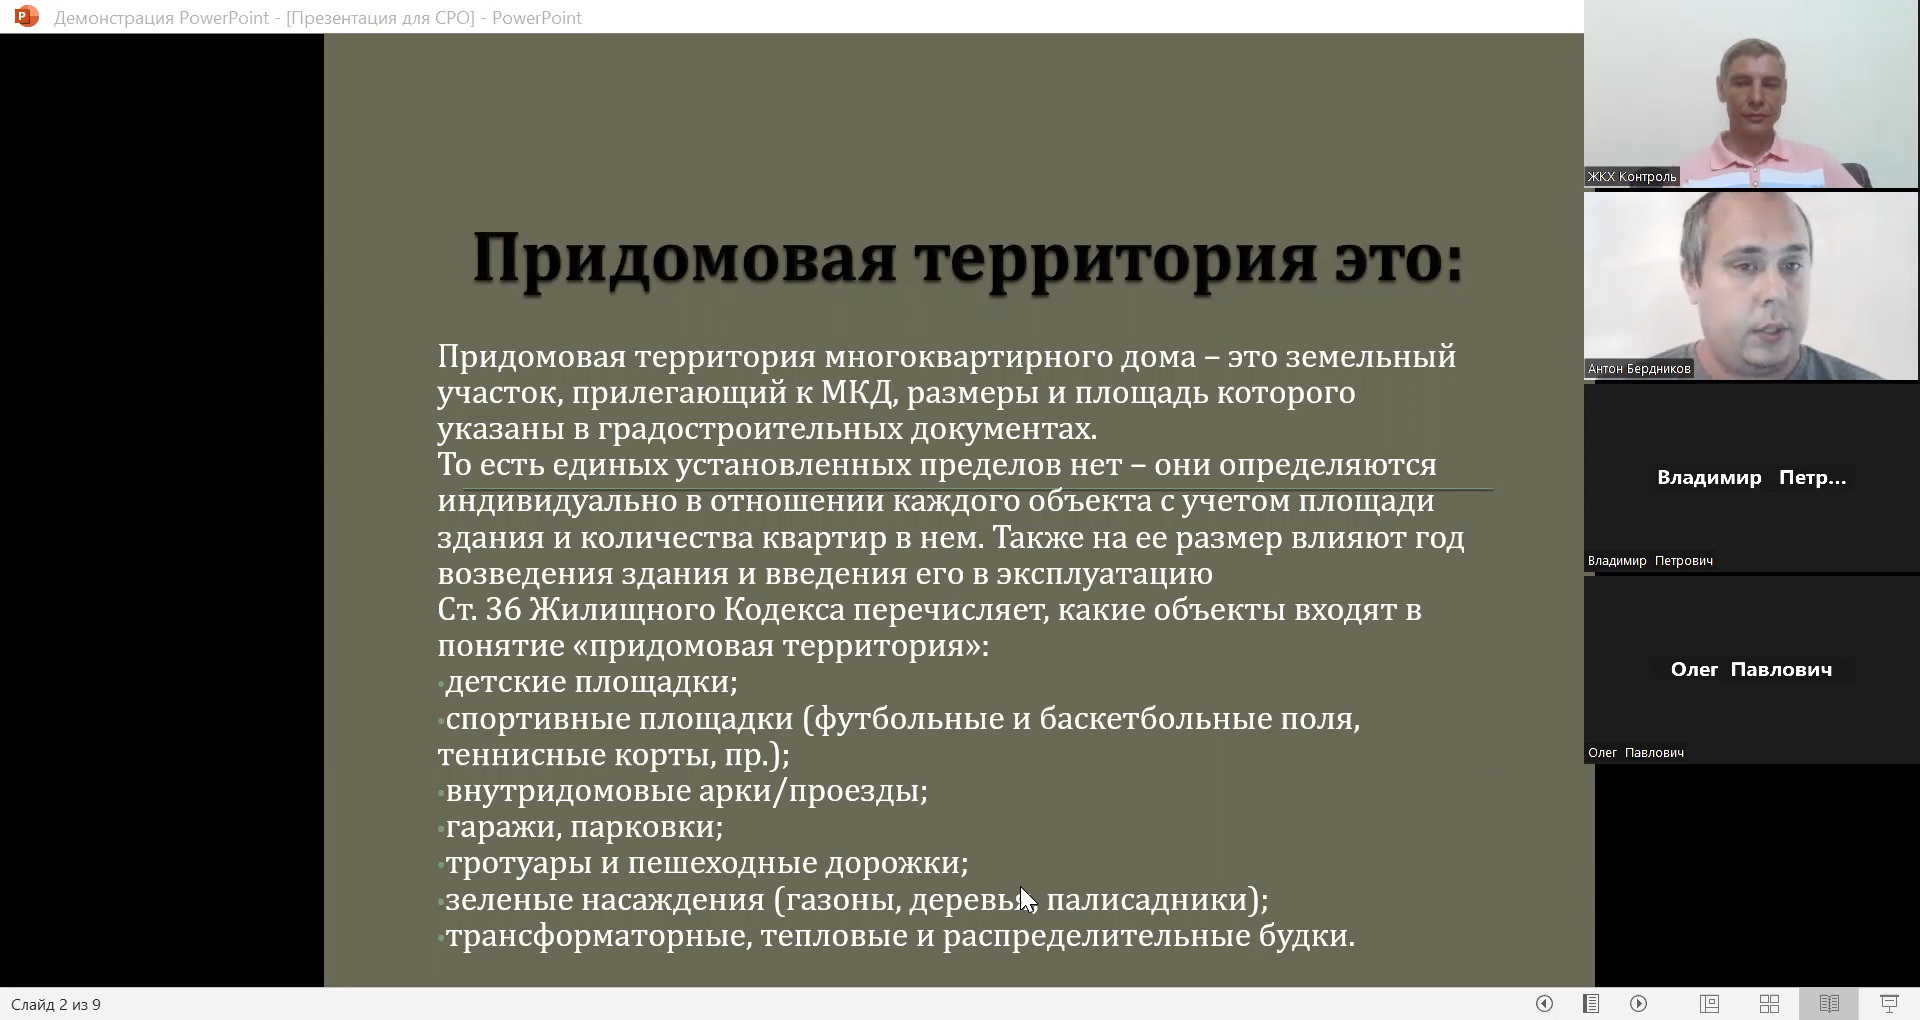 Демонстрация PowerPoint - [Презентация для СРО] - PowerPoint
Придомовая территория это:
Придомовая территория многоквартирного дома – это земельный
участок, прилегающий к МКД, размеры и площадь которого
указаны в градостроительных документах.
То есть единых установленных пределов нет – они определяются
индивидуально в отношении каждого объекта с учетом площади
здания и количества квартир в нем. Также на ее размер влияют год
возведения здания и введения его в эксплуатацию
Ст. 36 Жилищного Кодекса перечисляет, какие объекты входят в
понятие «придомовая территория»:
•детские площадки;
•спортивные площадки (футбольные и баскетбольные поля,
теннисные корты, пр.);
•внутридомовые арки/проезды;
•гаражи, парковки;
•тротуары и пешеходные дорожки;
•зеленые насаждения (газоны, деревья, палисадники);
•трансформаторные, тепловые и распределительные будки.
ЖКХ Контроль
Антон Бердников
Владимир Петр...
Владимир Петрович
Олег Павлович
Олег Павлович
Слайд 2 из 9